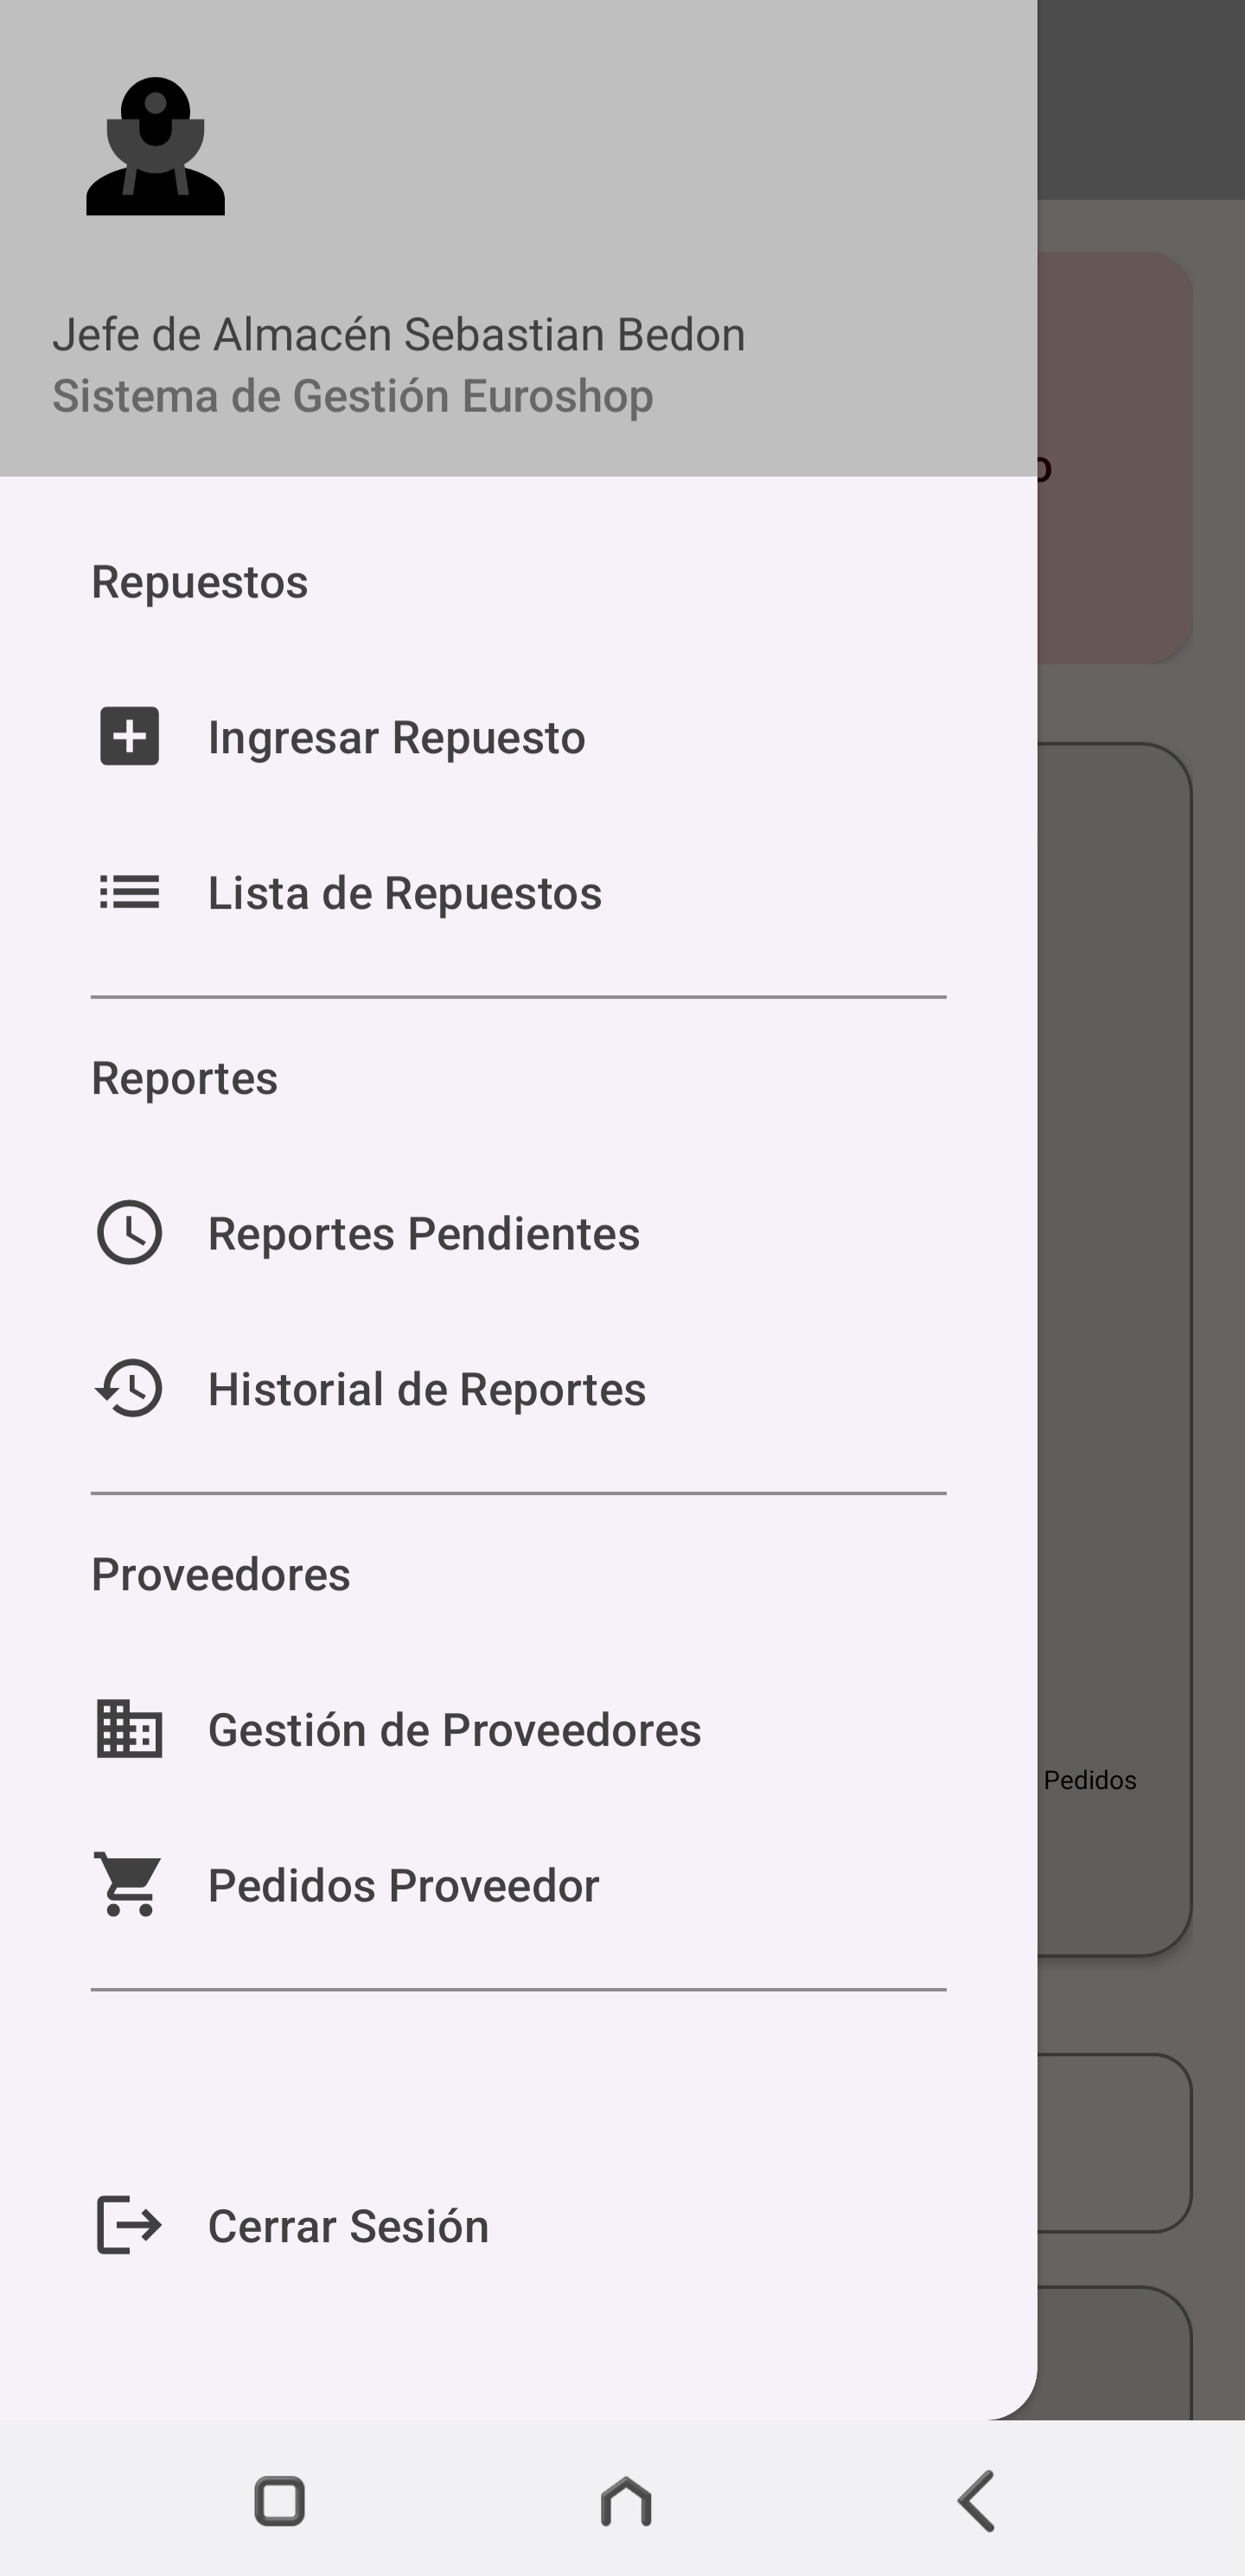 Jefe de Almacén Sebastian Bedon
Sistema de Gestión Euroshop
Repuestos
Ingresar Repuesto
Lista de Repuestos
Reportes
Reportes Pendientes
Historial de Reportes
Proveedores
Gestión de Proveedores
Pedidos
Pedidos Proveedor
Cerrar Sesión